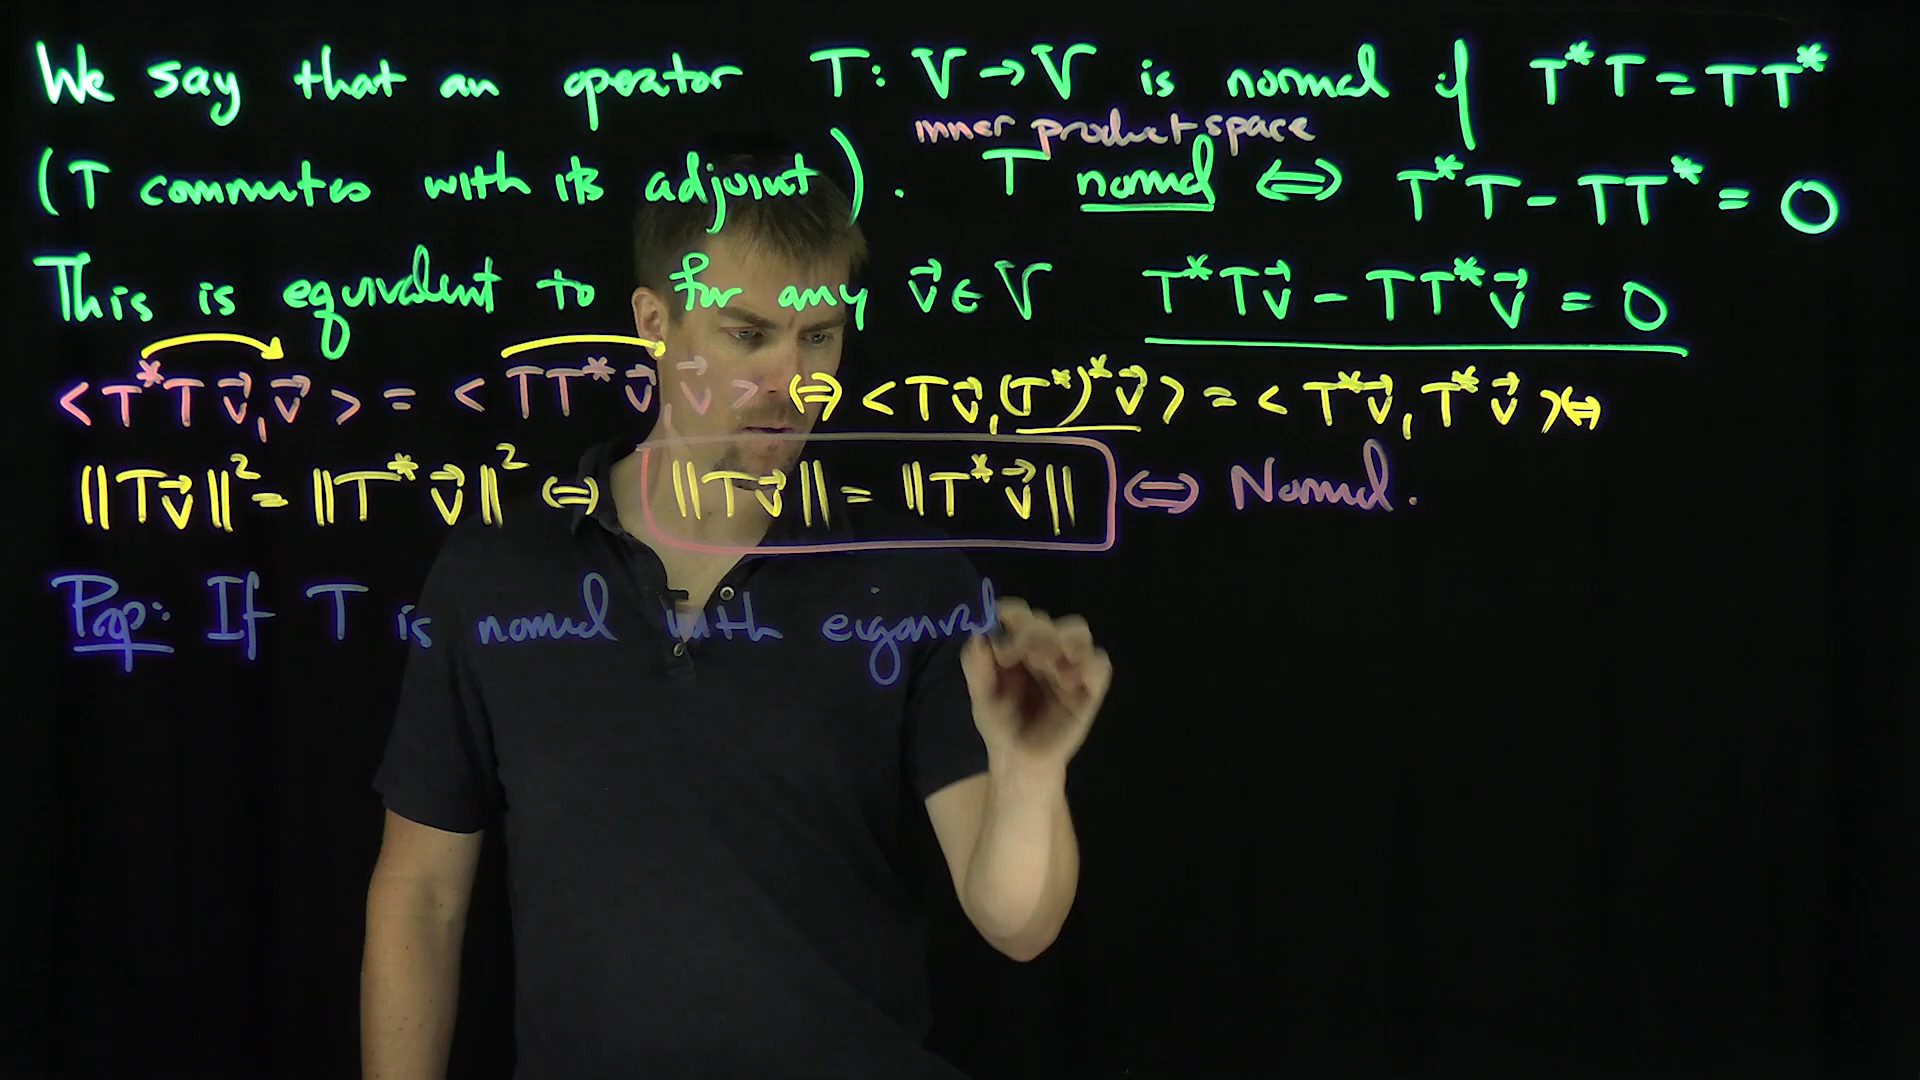 We say that an operator T: V → V is normal if T*T = TT*
inner product space
(T commutes with its adjoint). T normal ⟺ T*T - TT* = 0
This is equivalent to for any v⃗ ∈ V T*Tv⃗ - TT*v⃗ = 0
<T*Tv⃗, v⃗> = <TT*v⃗, v⃗> ⟺ <Tv⃗, (T*)*v⃗> = <T*v⃗, T*v⃗> ⟺
||Tv⃗||² = ||T*v⃗||² ⟺ ||Tv⃗|| = ||T*v⃗|| ⟺ Normal.
Prop: If T is normal with eigenval